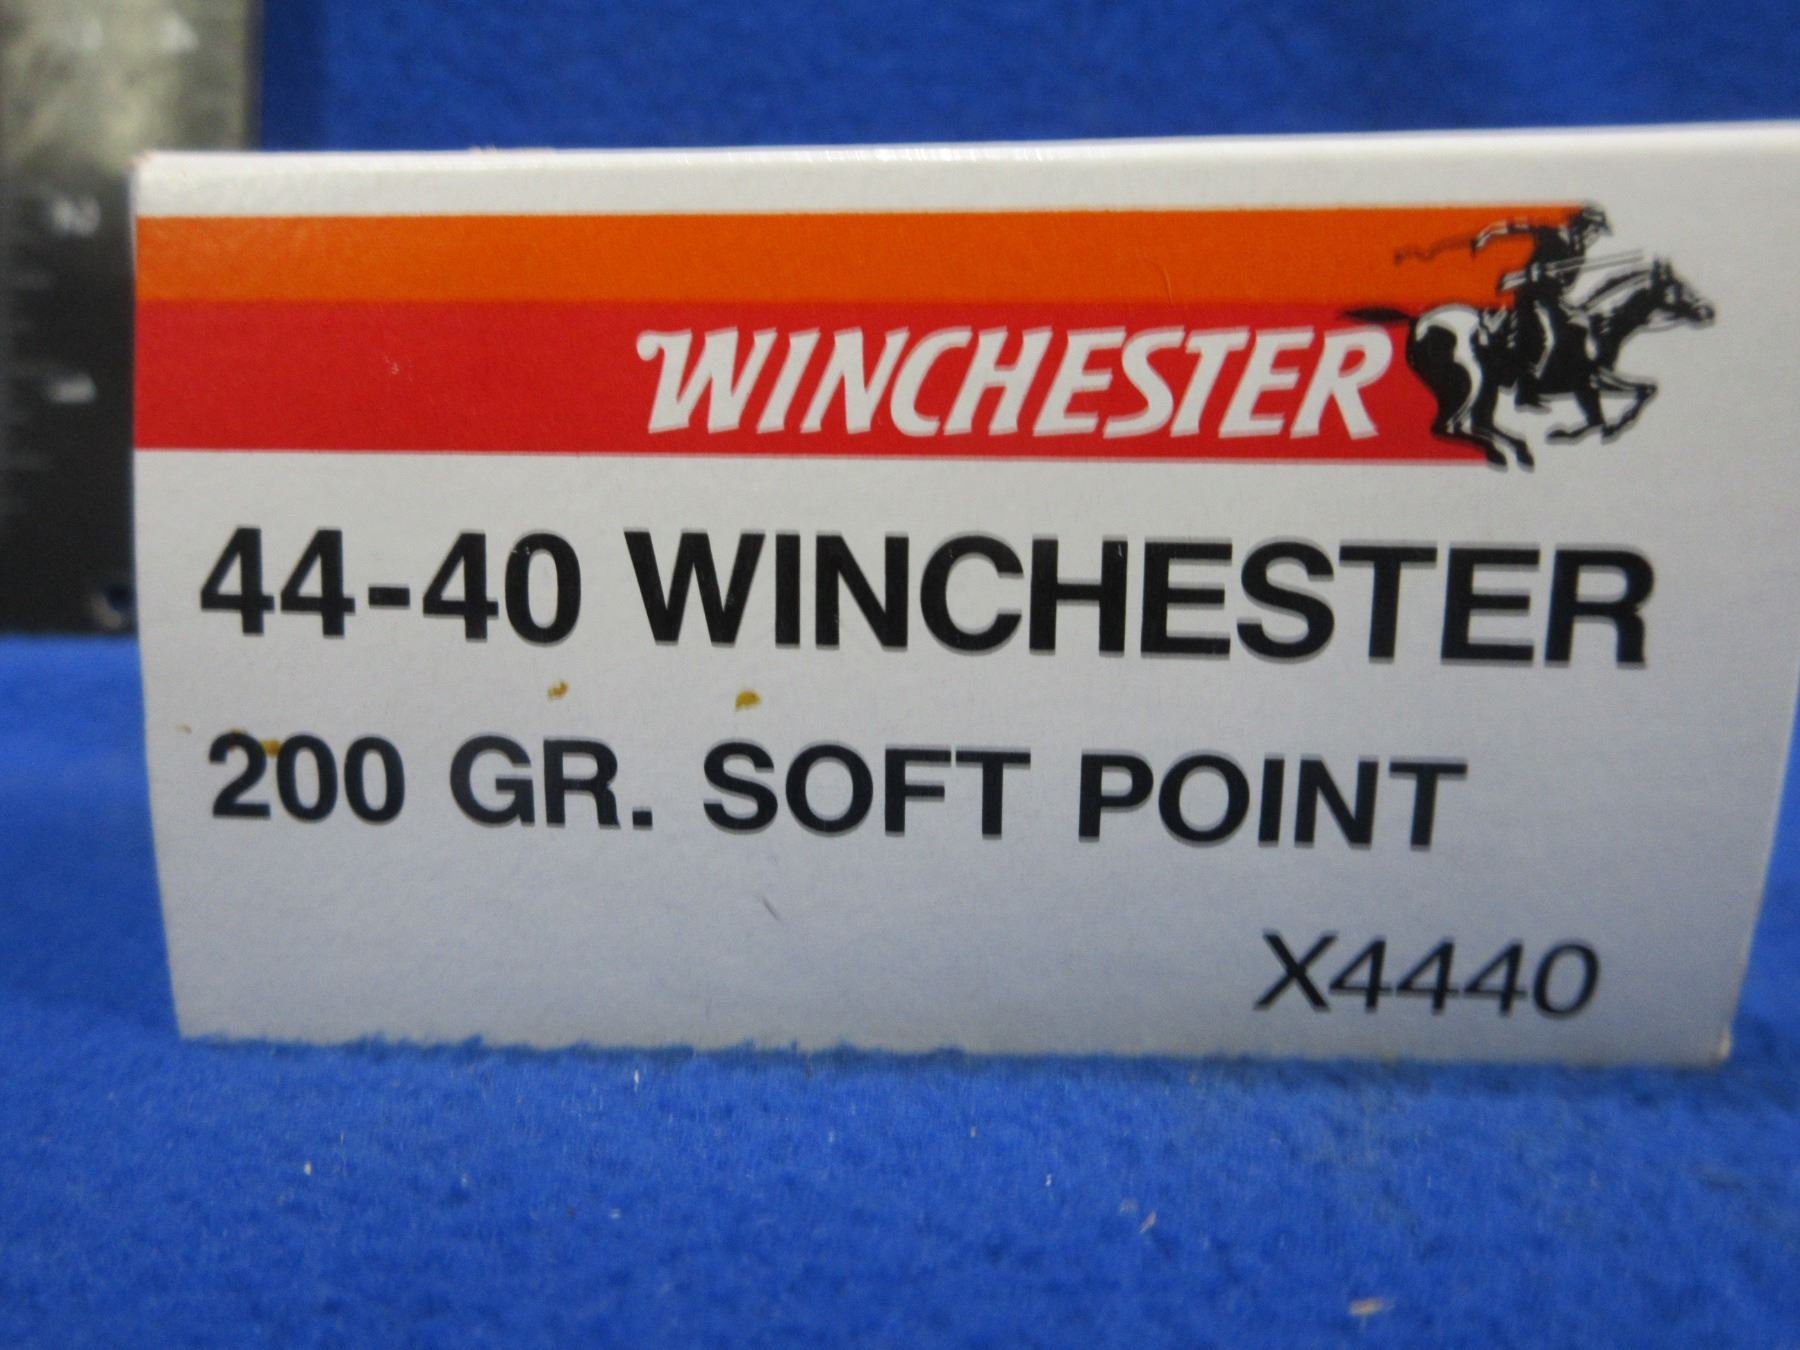 WINCHESTER
44-40 WINCHESTER
200 GR. SOFT POINT
X4440